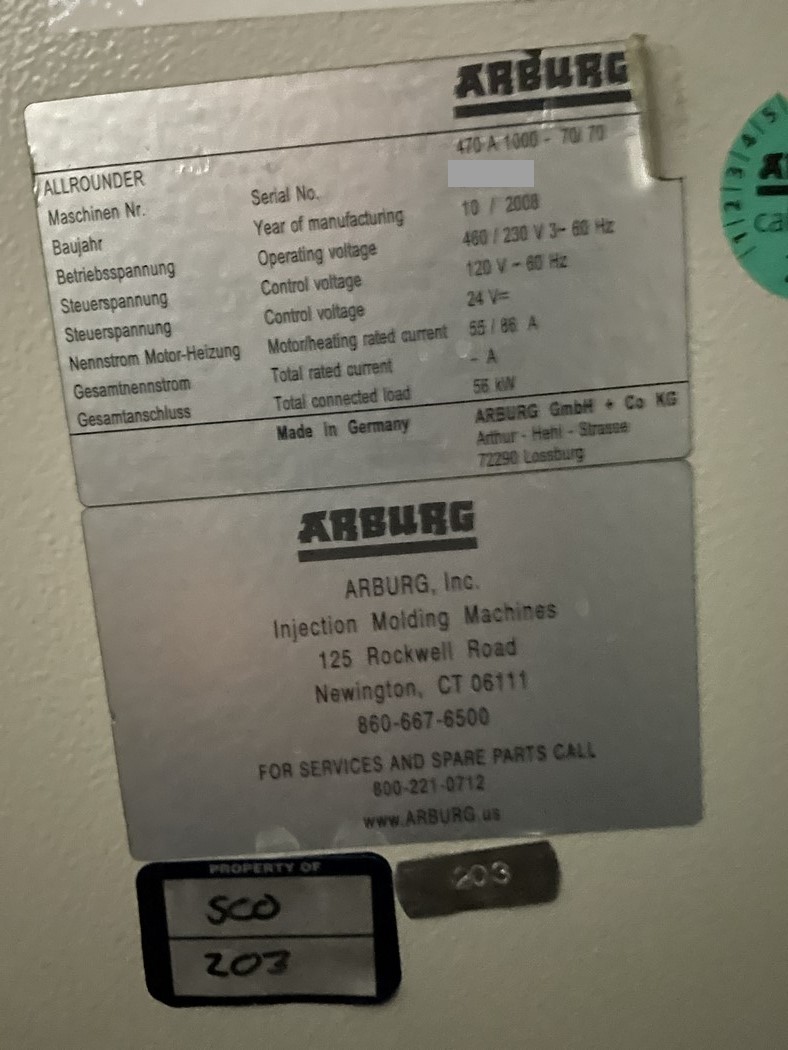 ARBURG
ALLROUNDER 470 A 1000 - 70/ 70
Maschinen Nr. Serial No.
Baujahr Year of manufacturing 10 / 2008
Betriebsspannung Operating voltage 460 / 230 V 3~ 60 Hz
Steuerspannung Control voltage 120 V ~ 60 Hz
Steuerspannung Control voltage 24 V=
Nennstrom Motor-Heizung Motor/heating rated current 55 / 86 A
Gesamtnennstrom Total rated current - A
Gesamtanschluss Total connected load 56 kW
Made in Germany ARBURG GmbH + Co KG
Arthur - Hehl - Strasse
72290 Lossburg
ARBURG
ARBURG, Inc.
Injection Molding Machines
125 Rockwell Road
Newington, CT 06111
860-667-6500
FOR SERVICES AND SPARE PARTS CALL
800-221-0712
www.ARBURG.us
PROPERTY OF
SCO
203
203
1 2 3 4 5